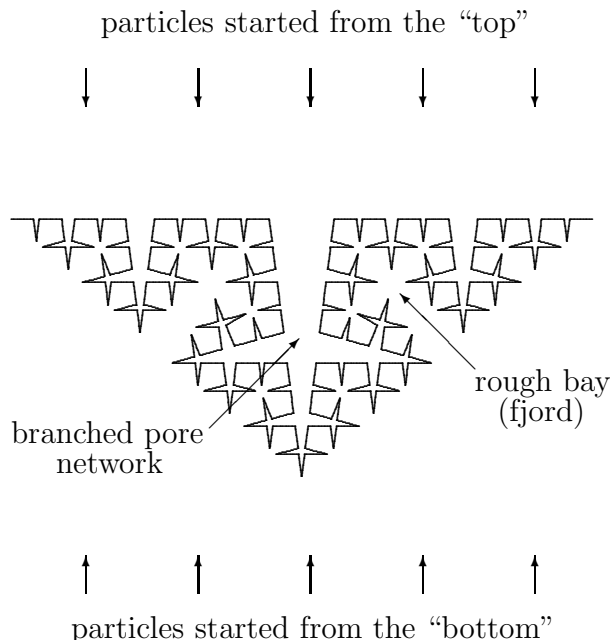 particles started from the “top”
rough bay
(fjord)
branched pore
network
particles started from the “bottom”